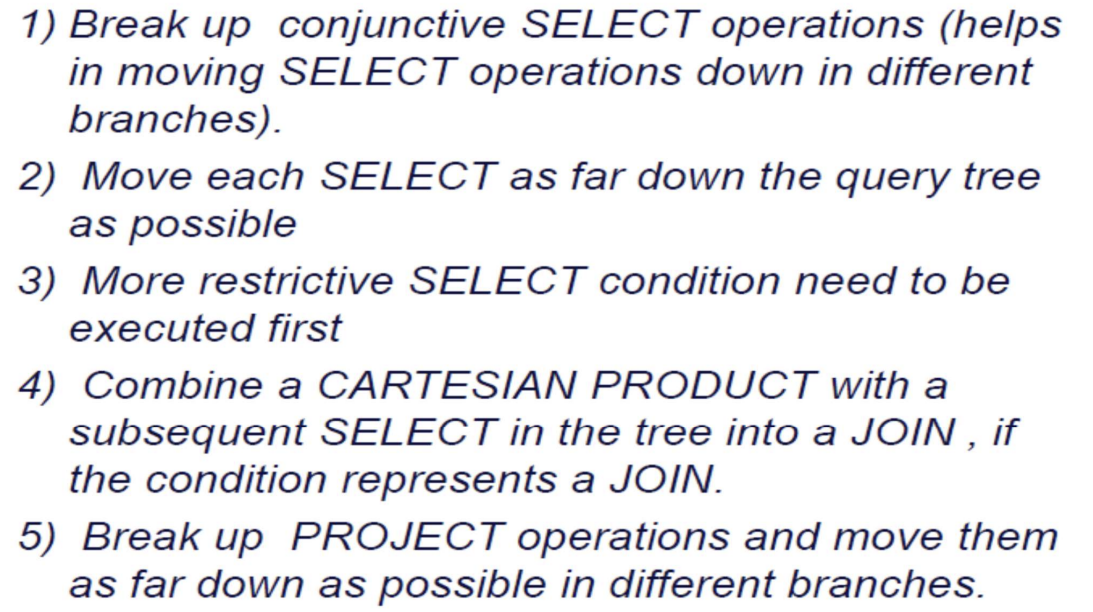 1) Break up conjunctive SELECT operations (helps
in moving SELECT operations down in different
branches).
2) Move each SELECT as far down the query tree
as possible
3) More restrictive SELECT condition need to be
executed first
4) Combine a CARTESIAN PRODUCT with a
subsequent SELECT in the tree into a JOIN , if
the condition represents a JOIN.
5) Break up PROJECT operations and move them
as far down as possible in different branches.